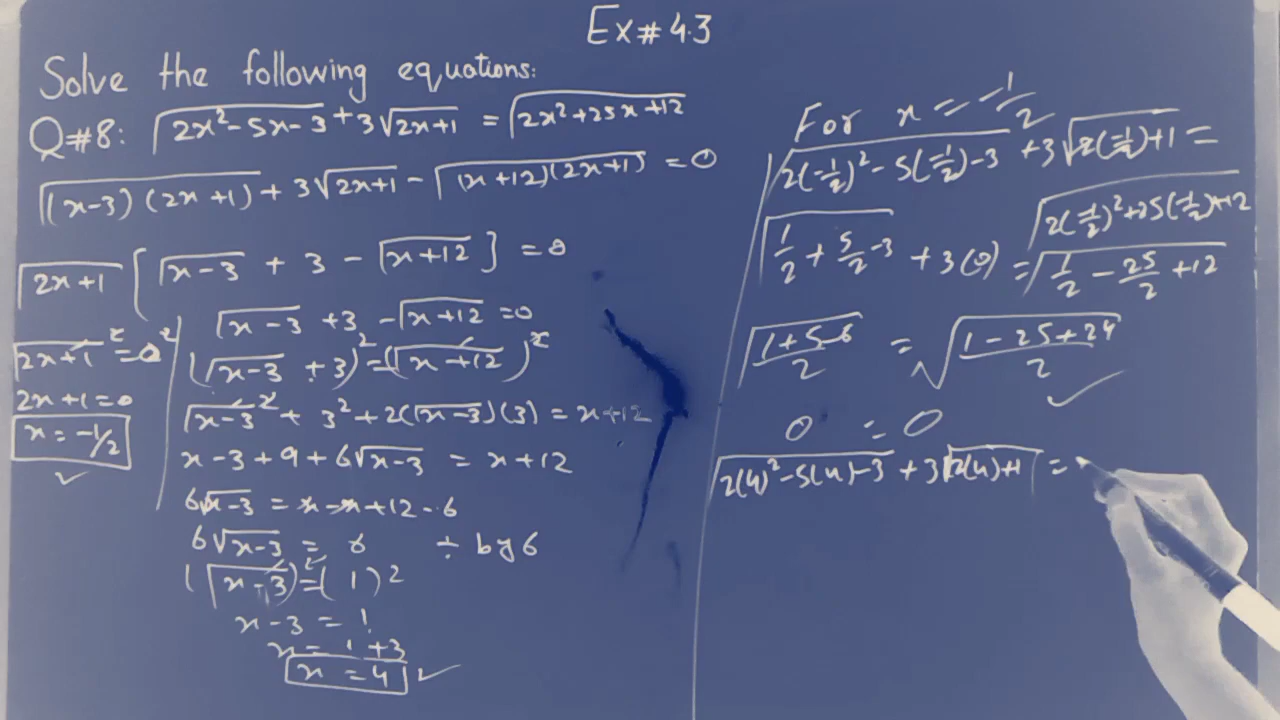 Ex# 4.3
Solve the following equations:
Q#8: √(2x²-5x-3) + 3√(2x+1) = √(2x²+25x+12)
√((x-3)(2x+1)) + 3√(2x+1) - √((x+12)(2x+1)) = 0
√(2x+1) [√(x-3) + 3 - √(x+12)] = 0
√(2x+1)² = 0²
2x+1=0
x = -1/2
✓
√(x-3) + 3 - √(x+12) = 0
(√(x-3) + 3)² = (√(x+12))²
√(x-3)² + 3² + 2(√(x-3))(3) = x+12
x-3+9+6√(x-3) = x+12
6√(x-3) = x-x+12-6
6√(x-3) = 6 ÷ by 6
(√(x-3))² = (1)²
x-3 = 1
x = 1+3
x = 4 ✓
For x = -1/2
√(2(-1/2)²-5(-1/2)-3) + 3√(2(-1/2)+1) =
√(2(-1/2)²+25(-1/2)+12)
√(1/2+5/2-3) + 3(0) = √(1/2-25/2+12)
√((1+5-6)/2) = √((1-25+24)/2)
0 = 0 ✓
√(2(4)²-5(4)-3) + 3√(2(4)+1) =